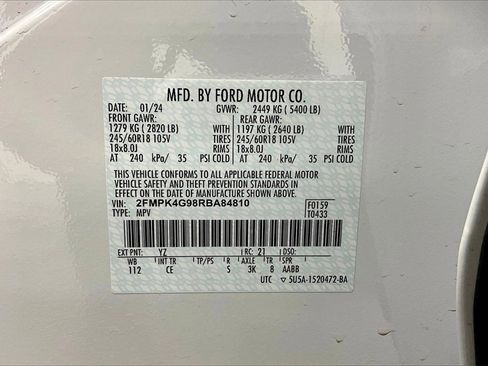 MFD. BY FORD MOTOR CO.
DATE: 01/24 GVWR: 2449 KG ( 5400 LB)
FRONT GAWR: REAR GAWR:
1279 KG ( 2820 LB) WITH 1197 KG ( 2640 LB) WITH
245/60R18 105V TIRES 245/60R18 105V TIRES
18x8.0J RIMS 18x8.0J RIMS
AT 240 kPa/ 35 PSI COLD AT 240 kPa/ 35 PSI COLD
THIS VEHICLE CONFORMS TO ALL APPLICABLE FEDERAL MOTOR
VEHICLE SAFETY AND THEFT PREVENTION STANDARDS IN
EFFECT ON THE DATE OF MANUFACTURE SHOWN ABOVE.
VIN: 2FMPK4G98RBA84810 F0159
TYPE: MPV T0433
EXT PNT: YZ RC: 21 DSO:
WB INT TR TP/PS R AXLE TR SPR
112 CE S 3K 8 AABB
UTC 5U5A-1520472-BA